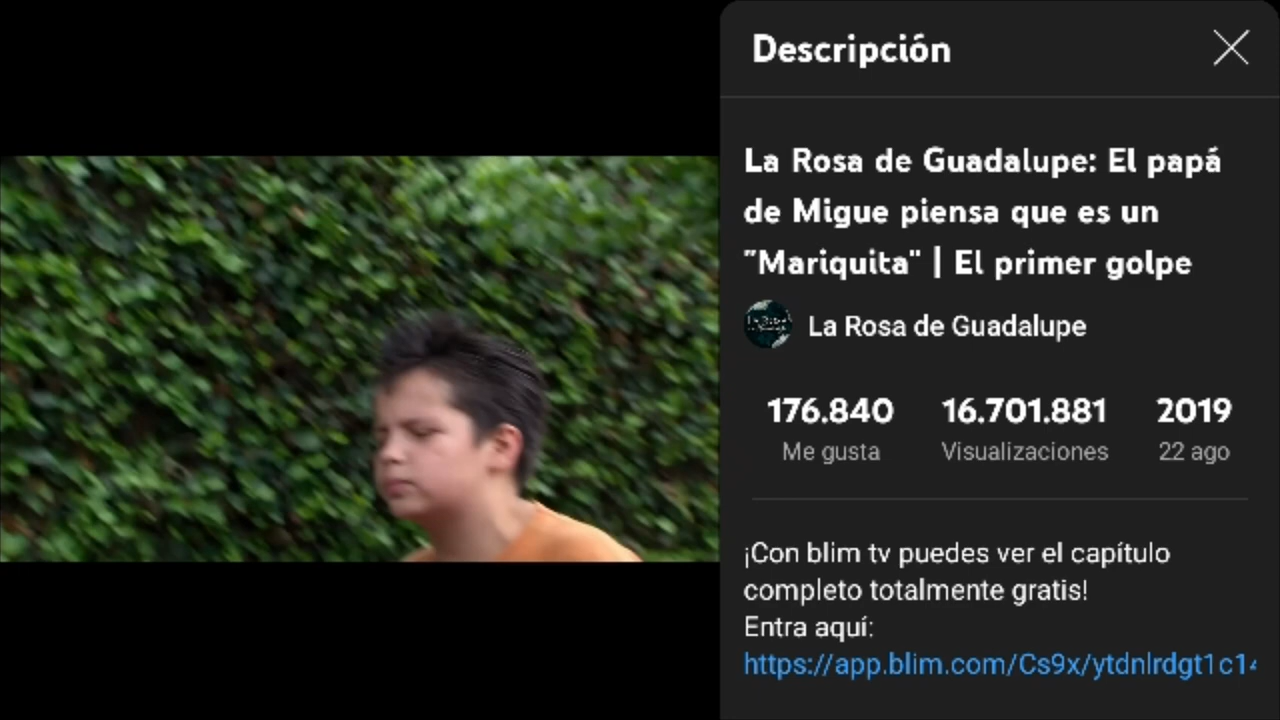 Descripción
La Rosa de Guadalupe: El papá
de Migue piensa que es un
"Mariquita" | El primer golpe
La Rosa de Guadalupe
176.840 16.701.881 2019
Me gusta Visualizaciones 22 ago
¡Con blim tv puedes ver el capítulo
completo totalmente gratis!
Entra aquí:
https://app.blim.com/Cs9x/ytdnlrdgt1c14